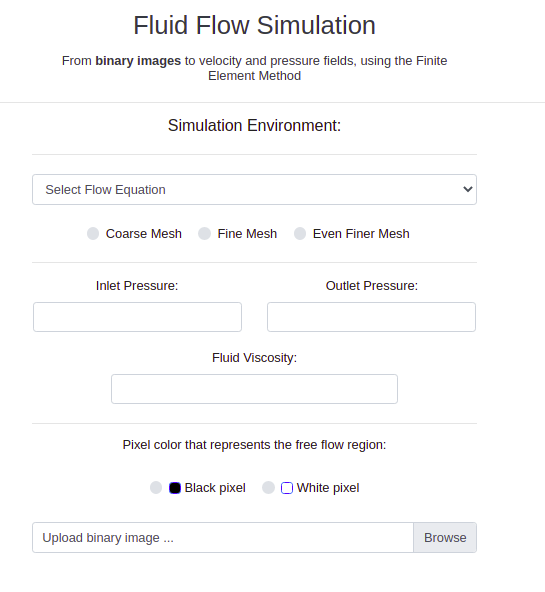 Fluid Flow Simulation
From binary images to velocity and pressure fields, using the Finite
Element Method
Simulation Environment:
Select Flow Equation
Coarse Mesh Fine Mesh Even Finer Mesh
Inlet Pressure: Outlet Pressure:
Fluid Viscosity:
Pixel color that represents the free flow region:
Black pixel White pixel
Upload binary image ... Browse